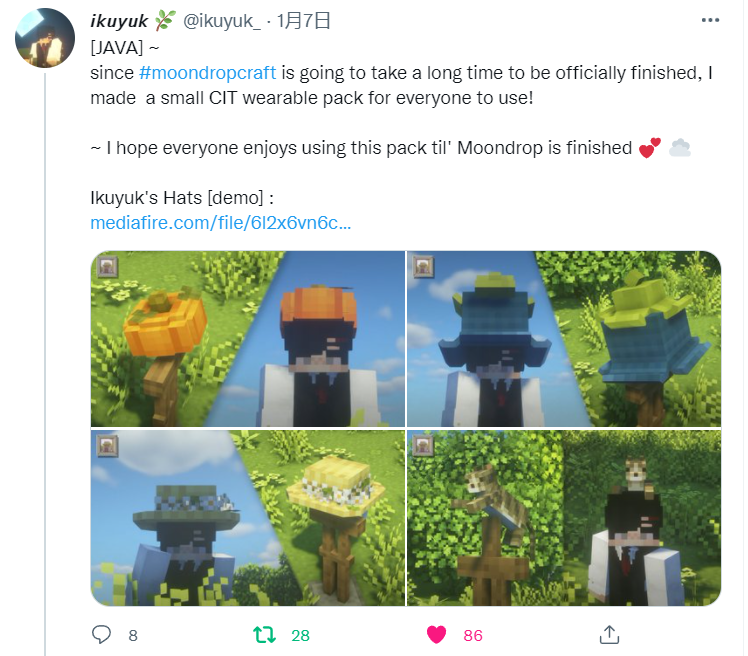 ikuyuk 🌿 @ikuyuk_ · 1月7日
[JAVA] ~
since #moondropcraft is going to take a long time to be officially finished, I
made  a small CIT wearable pack for everyone to use!
~ I hope everyone enjoys using this pack til' Moondrop is finished 💕 ☁️
Ikuyuk's Hats [demo] :
mediafire.com/file/6l2x6vn6c...
8 28 86